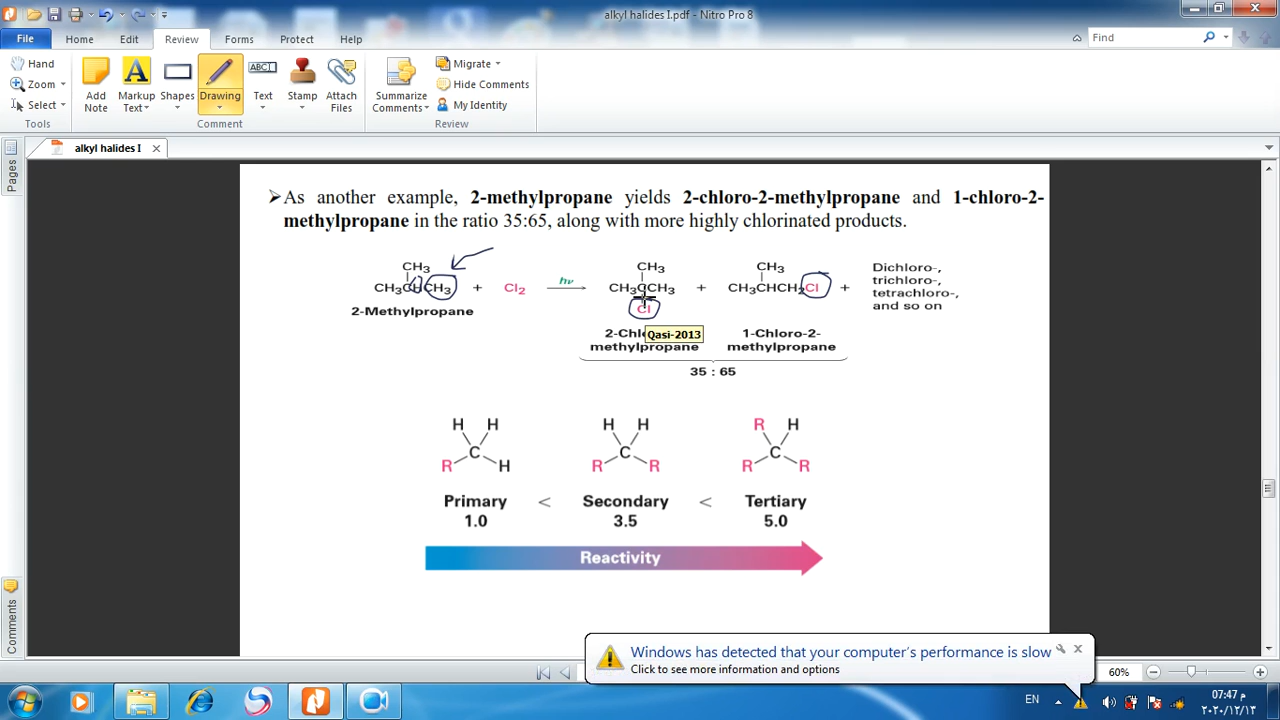 alkyl halides I.pdf - Nitro Pro 8
File Home Edit Review Forms Protect Help
Find
Hand
Zoom
Select
Tools
Add Note
Markup Text
Shapes
Drawing
Text
Stamp
Attach Files
Comment
Summarize Comments
Migrate
Hide Comments
My Identity
Review
alkyl halides I
Pages
Comments
As another example, 2-methylpropane yields 2-chloro-2-methylpropane and 1-chloro-2-
methylpropane in the ratio 35:65, along with more highly chlorinated products.
CH3 CH3 CH3 Dichloro-,
CH3CHCH3 + Cl2 hν CH3CCH3 + CH3CHCH2Cl + trichloro-,
tetrachloro-,
Cl and so on
2-Methylpropane
Qasi-2013
2-Chl 1-Chloro-2-
methylpropane methylpropane
35 : 65
H H H H R H
C C C
R H R R R R
Primary < Secondary < Tertiary
1.0 3.5 5.0
Reactivity
Windows has detected that your computer's performance is slow
Click to see more information and options
60%
EN
07:47 م
٢٠٢٠/١٢/١٣